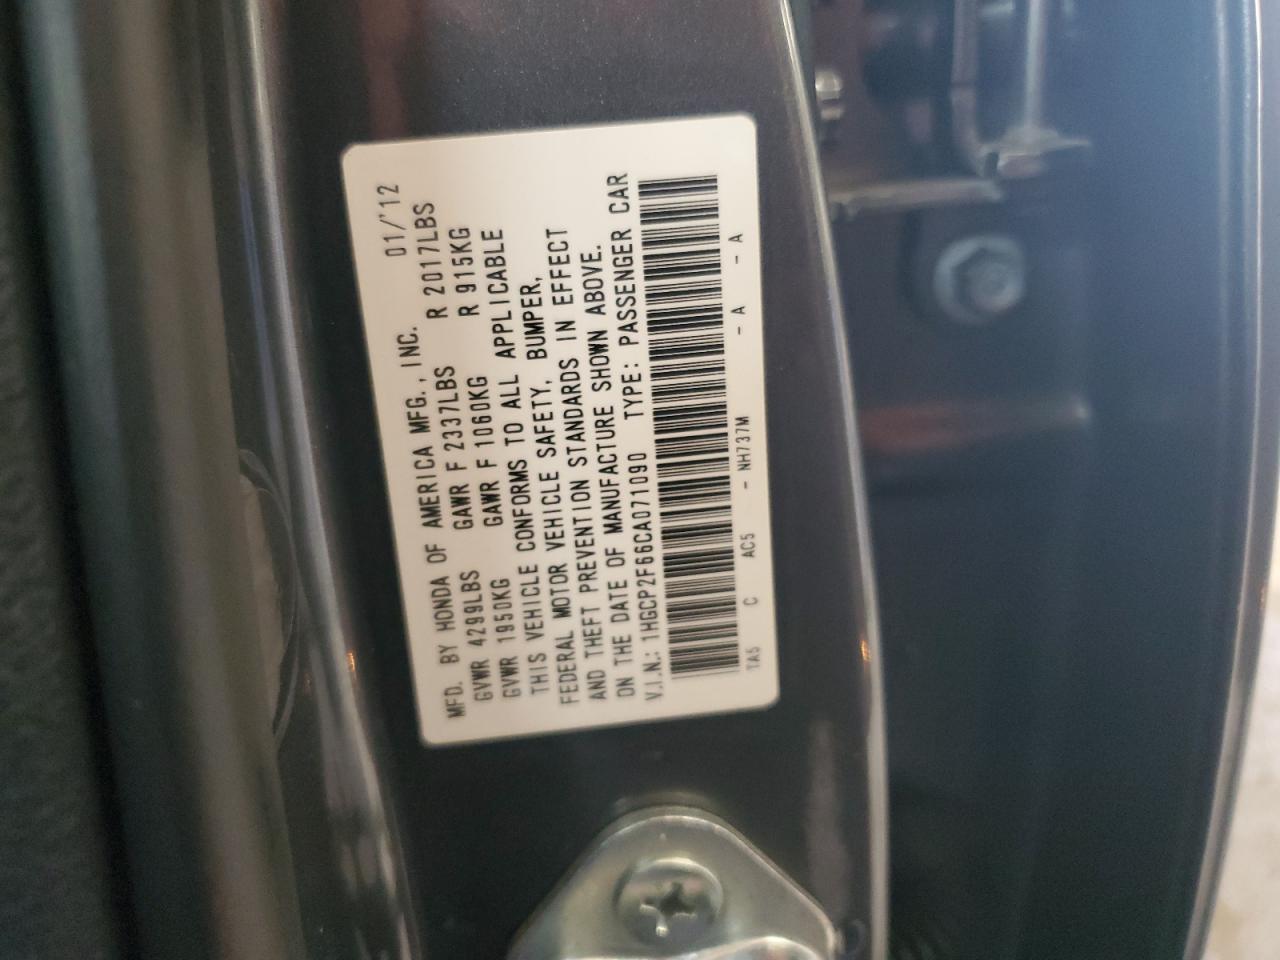 MFD. BY HONDA OF AMERICA MFG., INC. 01/'12
GVWR 4299LBS GAWR F 2337LBS R 2017LBS
GVWR 1950KG GAWR F 1060KG R 915KG
THIS VEHICLE CONFORMS TO ALL APPLICABLE
FEDERAL MOTOR VEHICLE SAFETY, BUMPER,
AND THEFT PREVENTION STANDARDS IN EFFECT
ON THE DATE OF MANUFACTURE SHOWN ABOVE.
V.I.N.: 1HGCP2F66CA071090 TYPE: PASSENGER CAR
TA5 C AC5 - NH737M - A - A